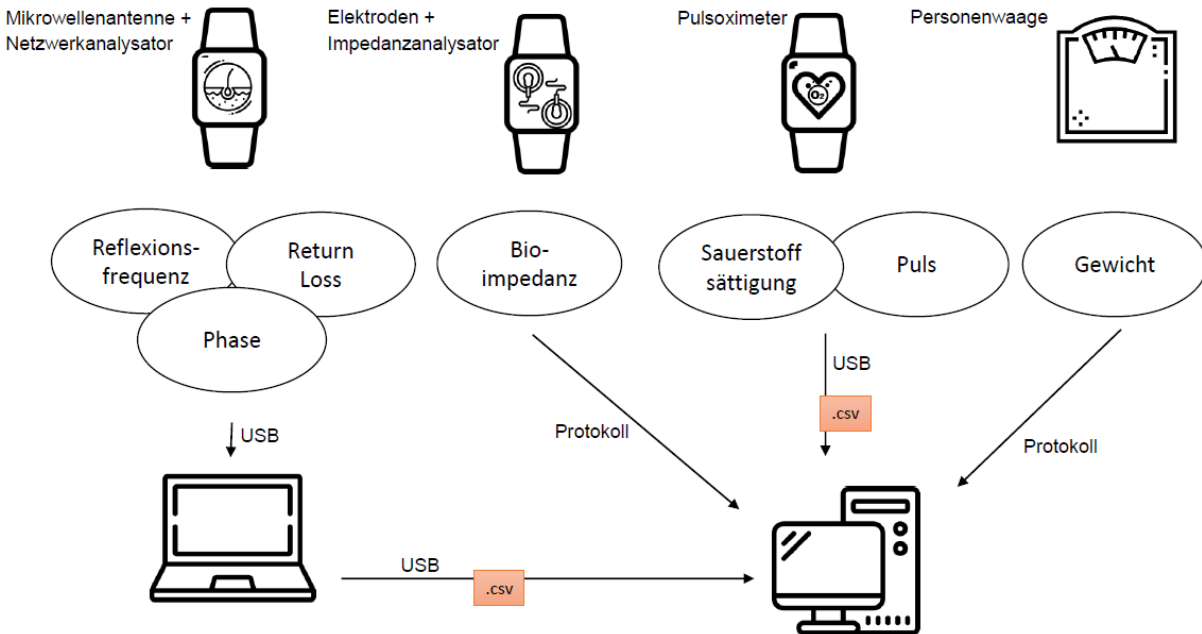 Mikrowellenantenne +
Netzwerkanalysator
Elektroden +
Impedanzanalysator
Pulsoximeter
Personenwaage
O₂
Reflexions-
frequenz
Return
Loss
Phase
Bio-
impedanz
Sauerstoff
sättigung
Puls
Gewicht
USB
Protokoll
USB
.csv
Protokoll
USB
.csv